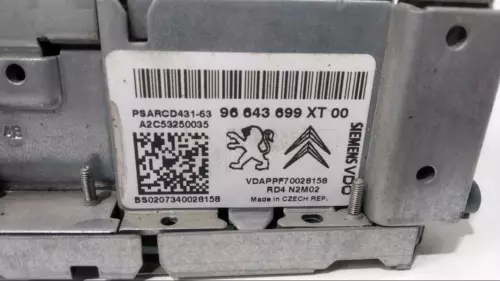 PSARCD431-63 96 643 699 XT 00
A2C53250035
SIEMENS VDO
VDAPPF70028158
RD4 N2M02
BS0207340028158 Made in CZECH REP.